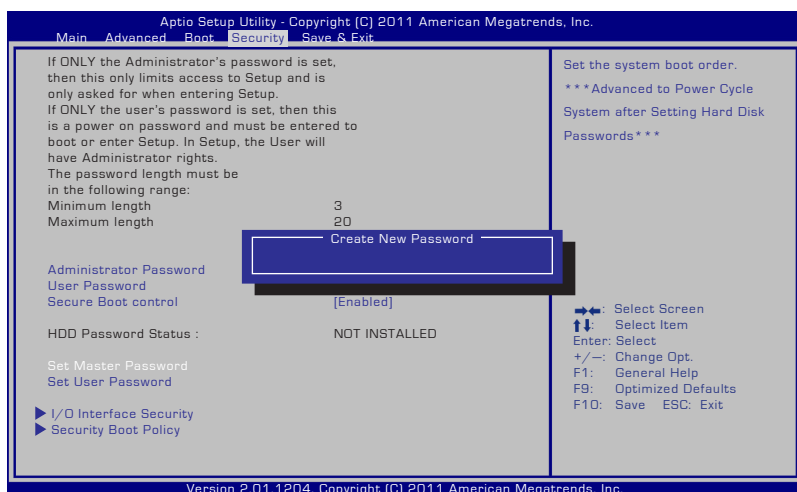 Aptio Setup Utility - Copyright (C) 2011 American Megatrends, Inc.
Main Advanced Boot Security Save & Exit
If ONLY the Administrator's password is set,
then this only limits access to Setup and is
only asked for when entering Setup.
If ONLY the user's password is set, then this
is a power on password and must be entered to
boot or enter Setup. In Setup, the User will
have Administrator rights.
The password length must be
in the following range:
Minimum length 3
Maximum length 20
Create New Password
Administrator Password
User Password
Secure Boot control [Enabled]
HDD Password Status : NOT INSTALLED
Set Master Password
Set User Password
I/O Interface Security
Security Boot Policy
Set the system boot order.
***Advanced to Power Cycle
System after Setting Hard Disk
Passwords***
→←: Select Screen
↑↓: Select Item
Enter: Select
+/—: Change Opt.
F1: General Help
F9: Optimized Defaults
F10: Save ESC: Exit
Version 2.01.1204. Copyright (C) 2011 American Megatrends, Inc.